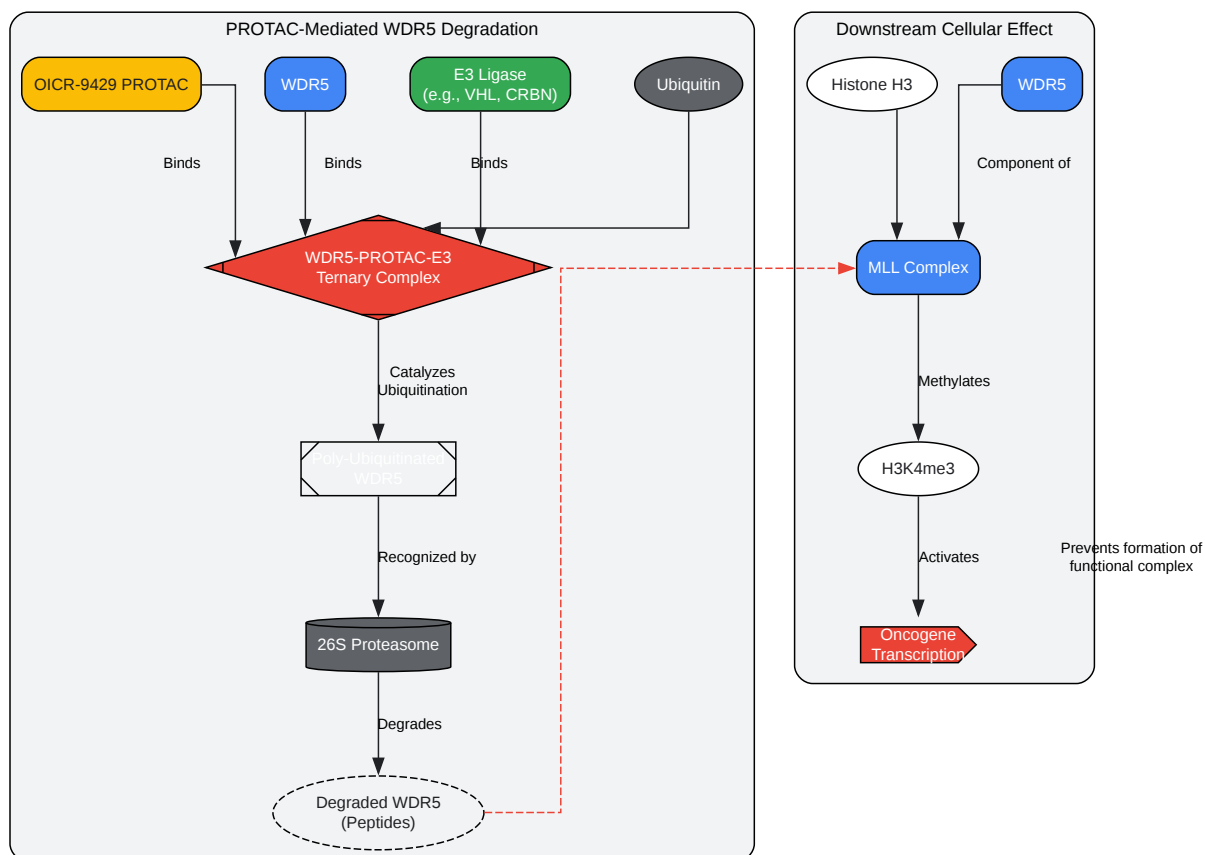 PROTAC-Mediated WDR5 Degradation
OICR-9429 PROTAC
WDR5
E3 Ligase
(e.g., VHL, CRBN)
Ubiquitin
Binds
Binds
Binds
WDR5-PROTAC-E3
Ternary Complex
Catalyzes
Ubiquitination
Poly-Ubiquitinated
WDR5
Recognized by
26S Proteasome
Degrades
Degraded WDR5
(Peptides)
Downstream Cellular Effect
Histone H3
WDR5
Component of
MLL Complex
Methylates
H3K4me3
Activates
Prevents formation of
functional complex
Oncogene
Transcription